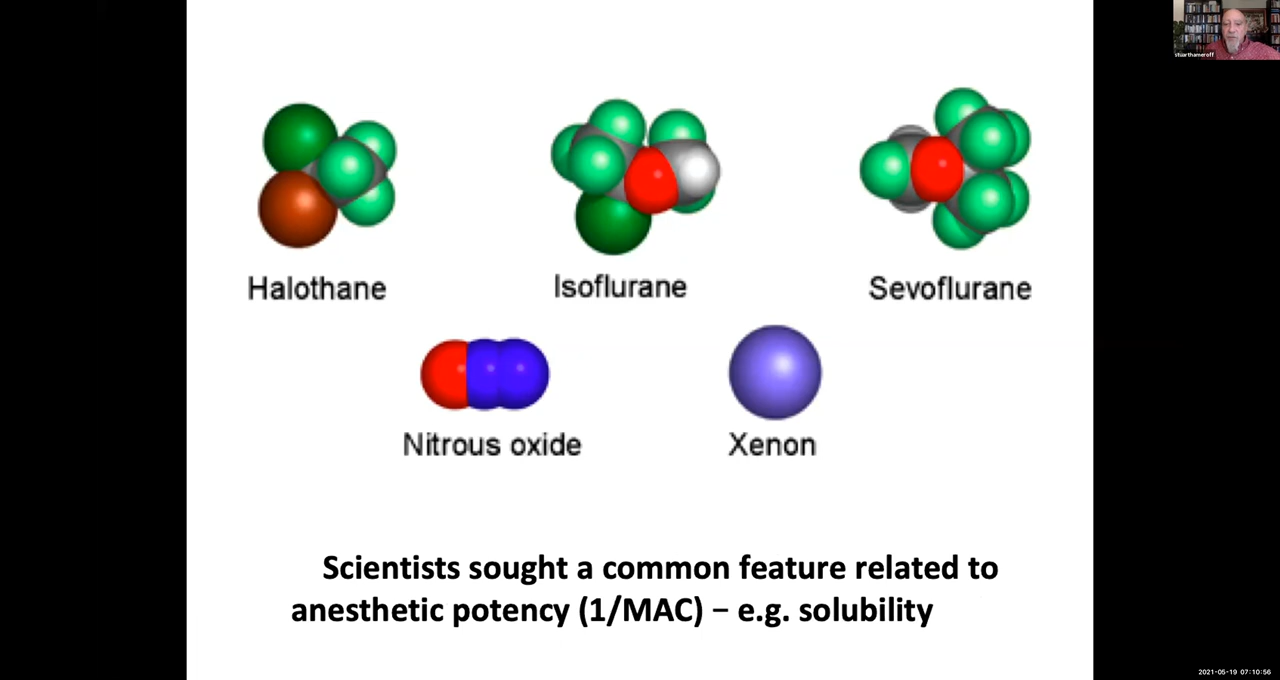 stuarthameroff
Halothane
Isoflurane
Sevoflurane
Nitrous oxide
Xenon
Scientists sought a common feature related to
anesthetic potency (1/MAC) – e.g. solubility
2021-05-19 07:10:56